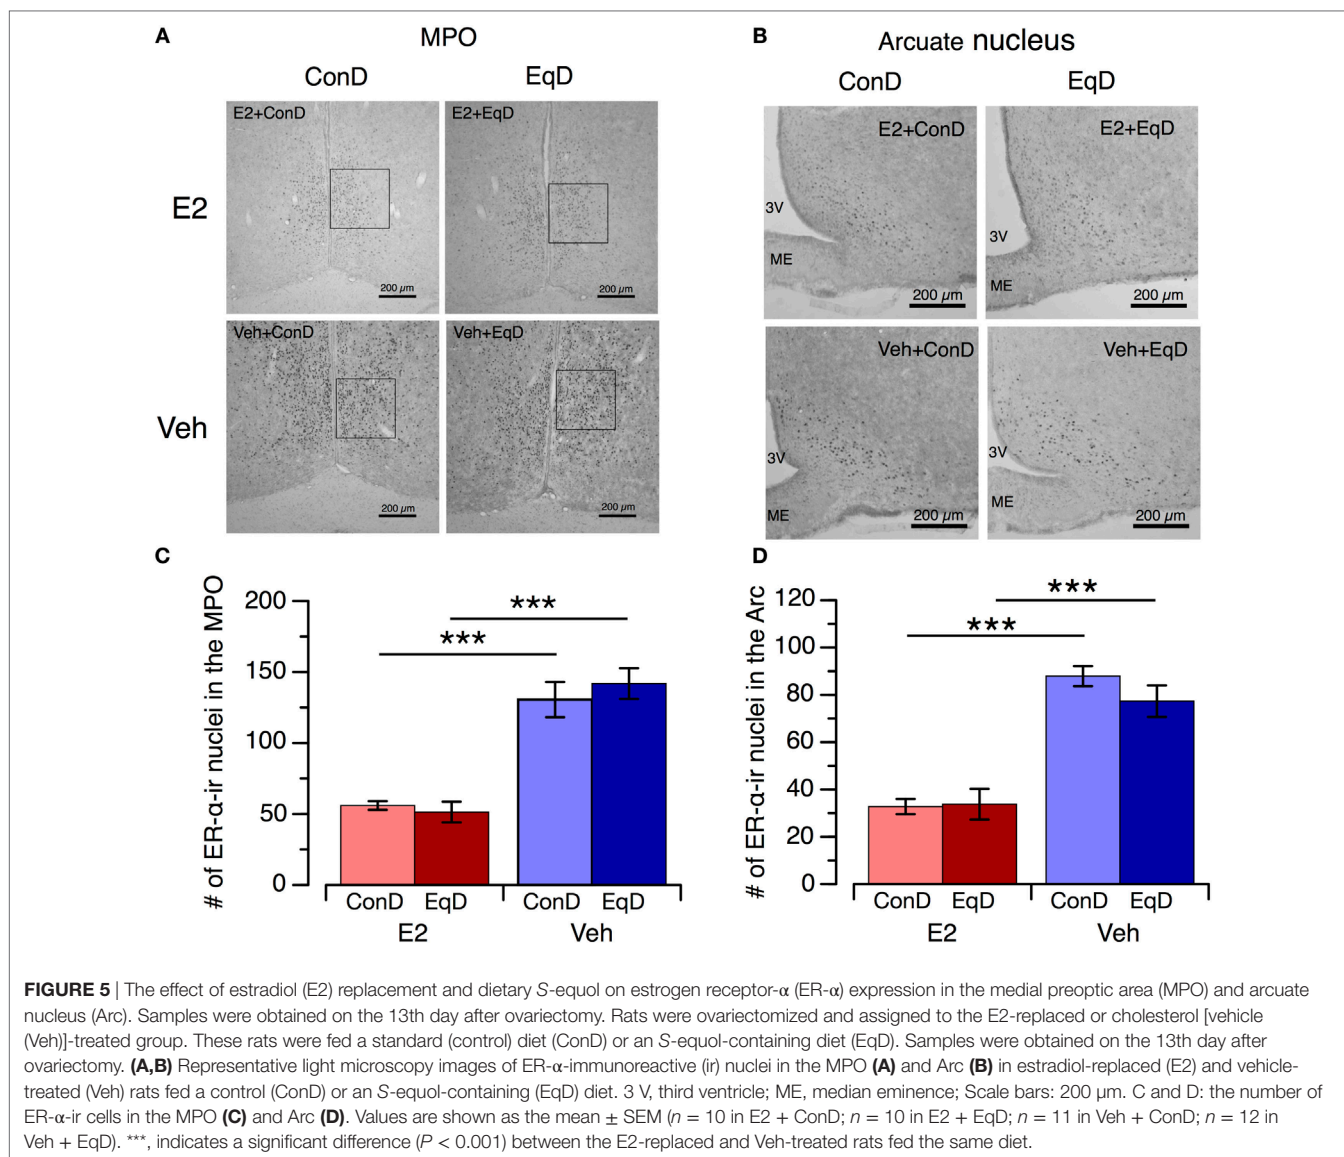 A
MPO
ConD
EqD
E2+ConD
E2+EqD
E2
200 µm
200 µm
Veh+ConD
Veh+EqD
Veh
200 µm
200 µm
B
Arcuate nucleus
ConD
EqD
E2+ConD
E2+EqD
3V
3V
ME
ME
200 µm
200 µm
Veh+ConD
Veh+EqD
3V
3V
ME
ME
200 µm
200 µm
C
# of ER-α-ir nuclei in the MPO
200
150
100
50
0
***
***
ConD EqD ConD EqD
E2 Veh
D
# of ER-α-ir nuclei in the Arc
120
100
80
60
40
20
0
***
***
ConD EqD ConD EqD
E2 Veh
FIGURE 5 | The effect of estradiol (E2) replacement and dietary S-equol on estrogen receptor-α (ER-α) expression in the medial preoptic area (MPO) and arcuate
nucleus (Arc). Samples were obtained on the 13th day after ovariectomy. Rats were ovariectomized and assigned to the E2-replaced or cholesterol [vehicle
(Veh)]-treated group. These rats were fed a standard (control) diet (ConD) or an S-equol-containing diet (EqD). Samples were obtained on the 13th day after
ovariectomy. (A,B) Representative light microscopy images of ER-α-immunoreactive (ir) nuclei in the MPO (A) and Arc (B) in estradiol-replaced (E2) and vehicle-
treated (Veh) rats fed a control (ConD) or an S-equol-containing (EqD) diet. 3 V, third ventricle; ME, median eminence; Scale bars: 200 µm. C and D: the number of
ER-α-ir cells in the MPO (C) and Arc (D). Values are shown as the mean ± SEM (n = 10 in E2 + ConD; n = 10 in E2 + EqD; n = 11 in Veh + ConD; n = 12 in
Veh + EqD). ***, indicates a significant difference (P < 0.001) between the E2-replaced and Veh-treated rats fed the same diet.